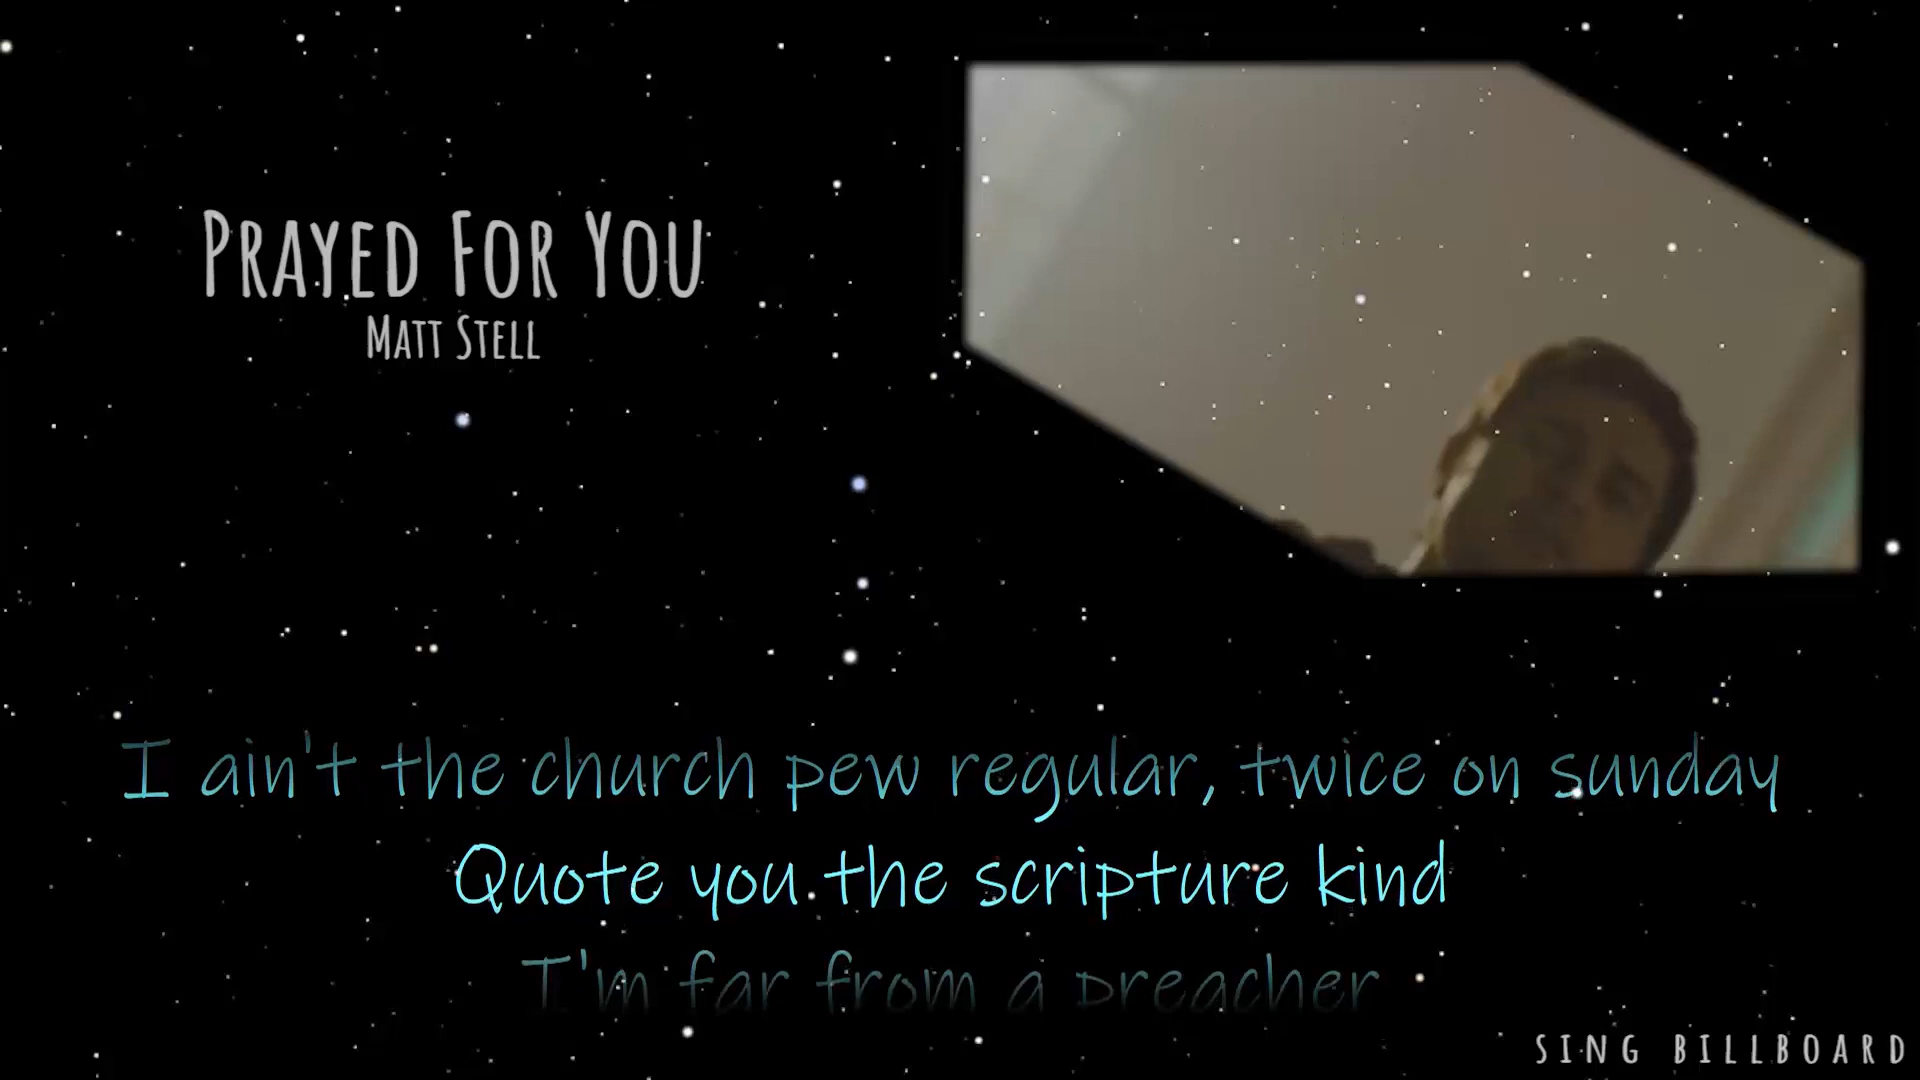 PRAYED FOR YOU
MATT STELL
I ain't the church pew regular, twice on sunday
Quote you the scripture kind
I'm far from a preacher
SING BILLBOARD